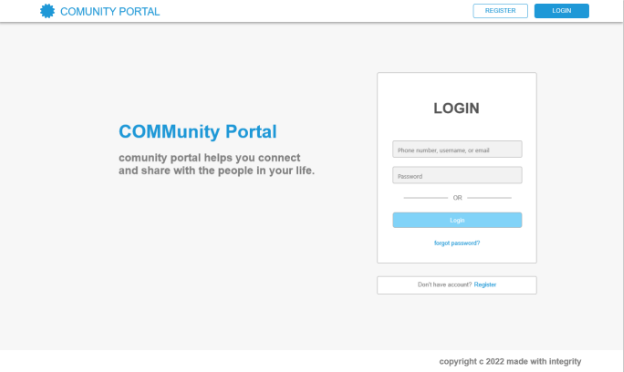 COMUNITY PORTAL
REGISTER
LOGIN
COMMunity Portal
comunity portal helps you connect
and share with the people in your life.
LOGIN
Phone number, username, or email
Password
OR
Login
forgot password?
Don't have account? Register
copyright c 2022 made with integrity